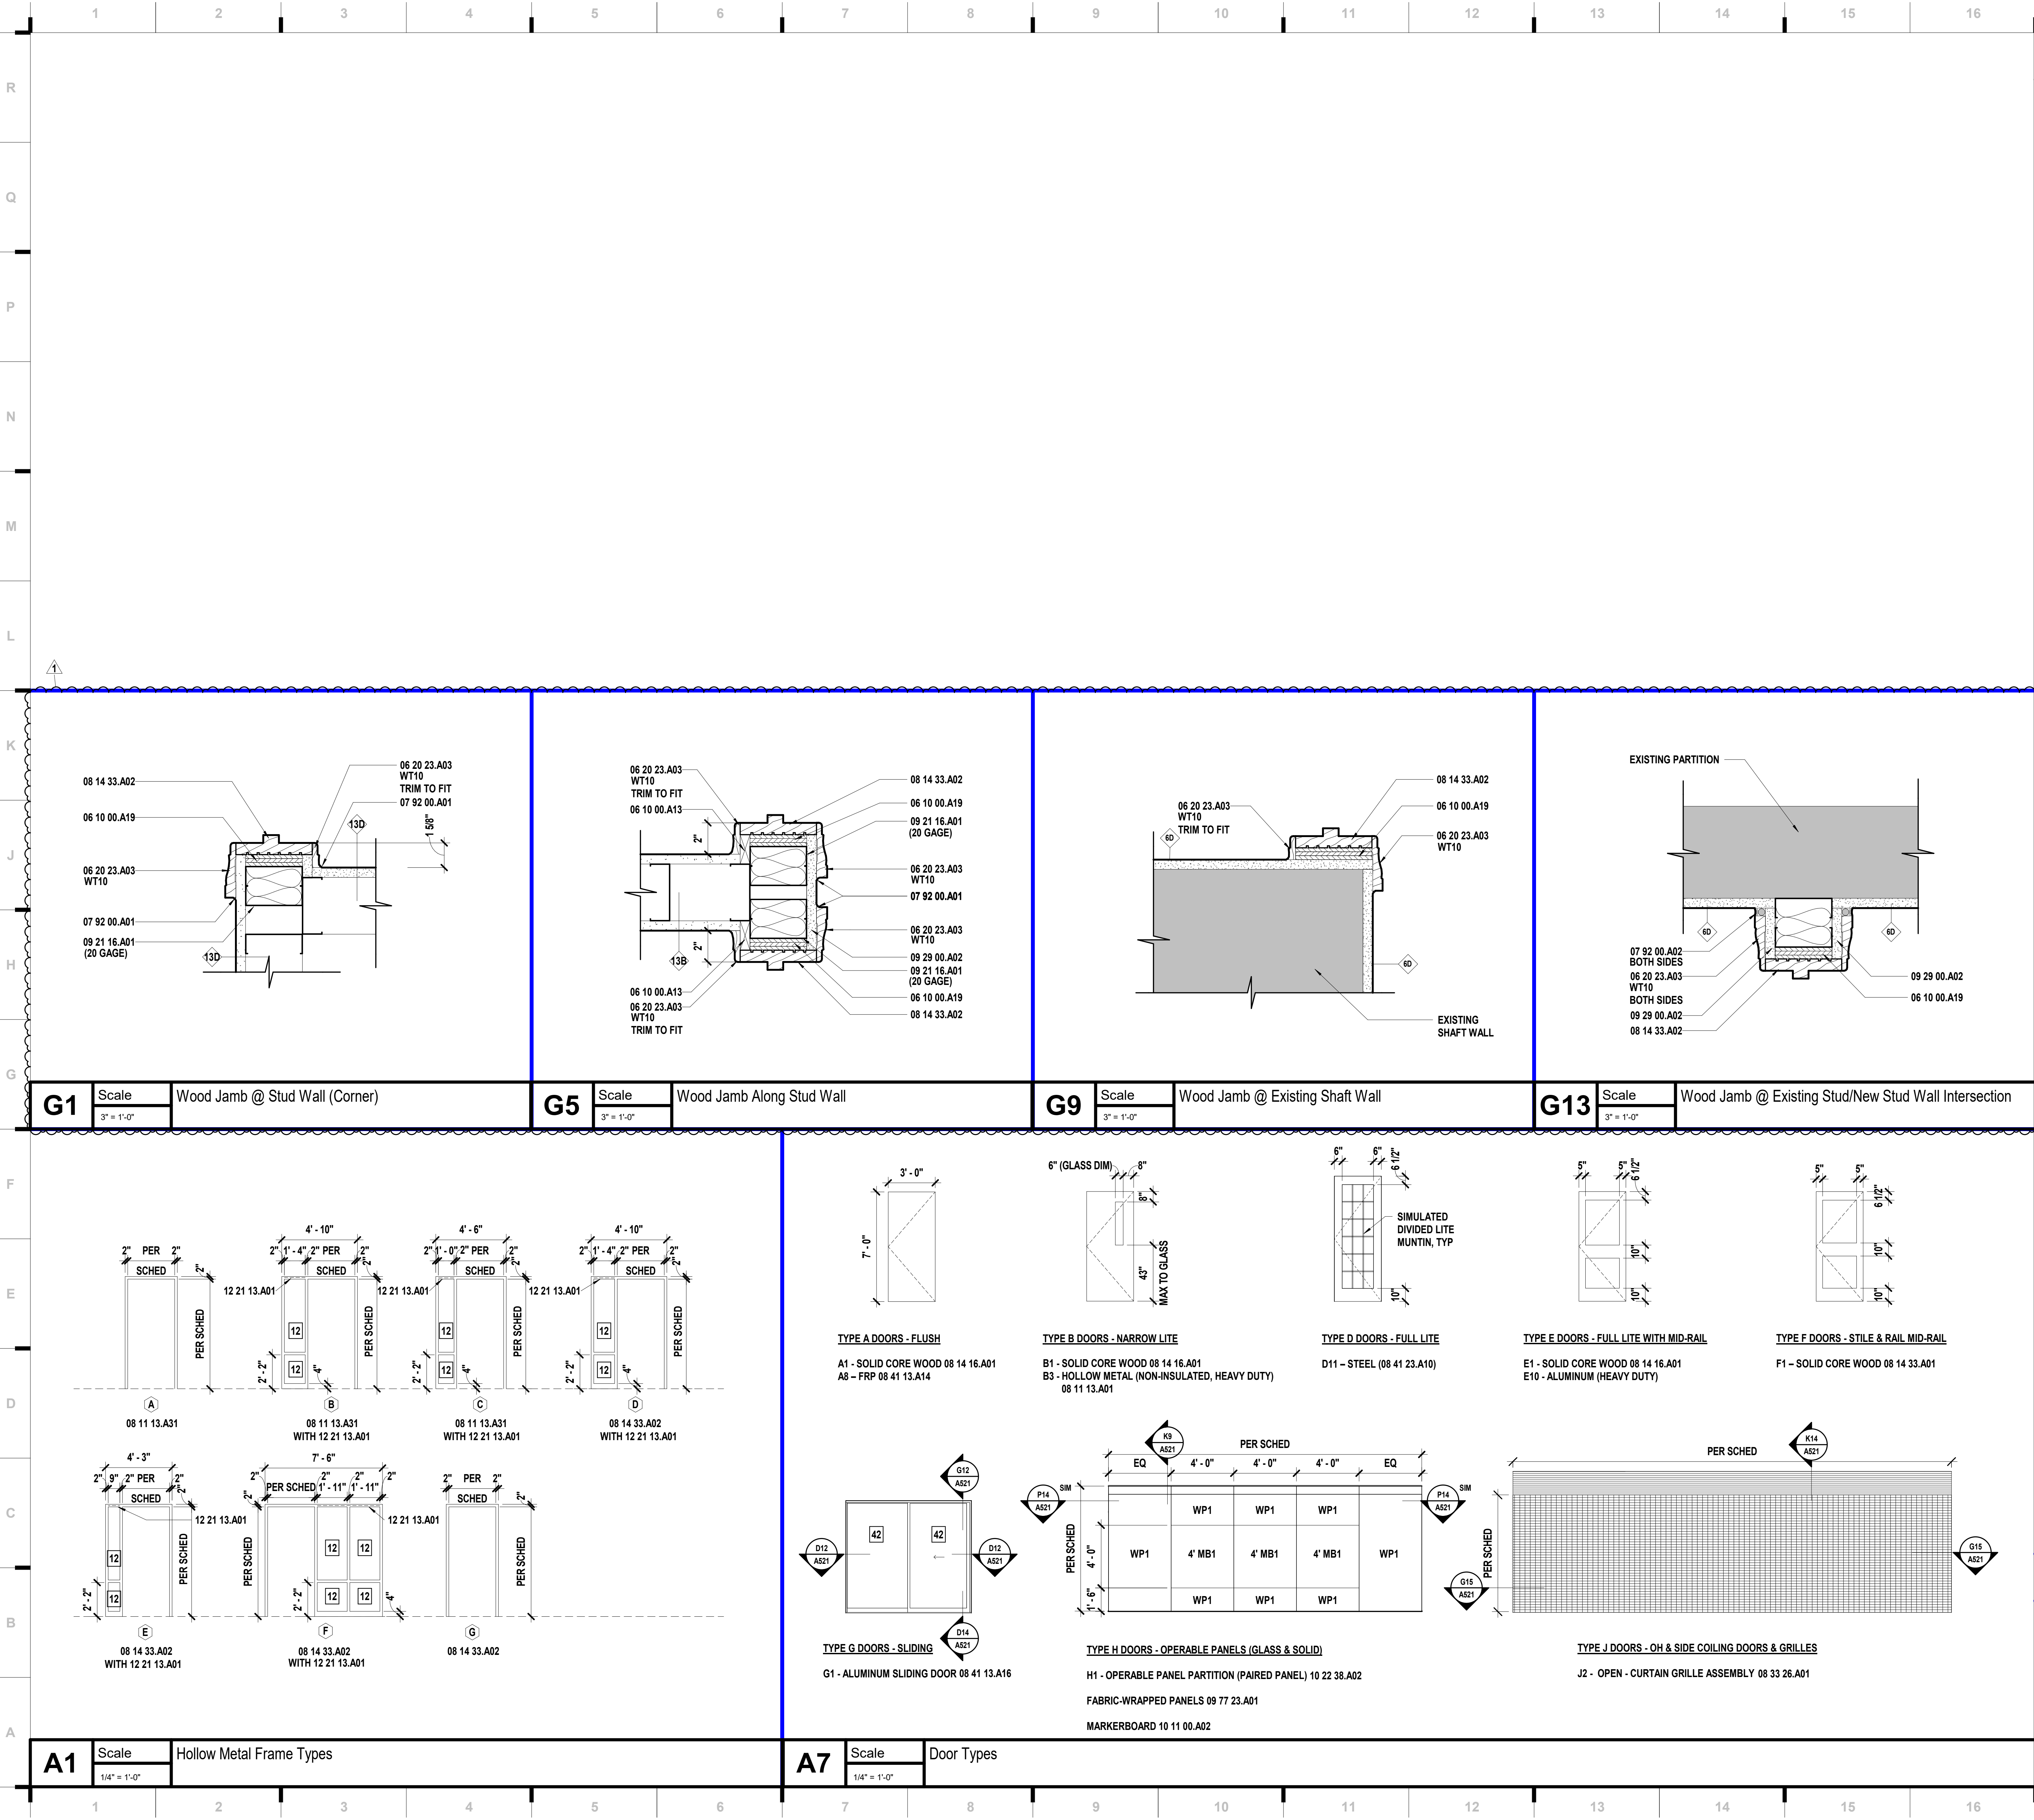 1 2 3 4 5 6 7 8 9 10 11 12 13 14 15 16
R
Q
P
N
M
L
1
K
J
H
G
08 14 33.A02
06 10 00.A19
06 20 23.A03
WT10
07 92 00.A01
09 21 16.A01
(20 GAGE)
13D
06 20 23.A03
WT10
TRIM TO FIT
07 92 00.A01
13D
1 5/8"
G1
Scale
3" = 1'-0"
Wood Jamb @ Stud Wall (Corner)
06 20 23.A03
WT10
TRIM TO FIT
06 10 00.A13
2"
2"
13B
06 10 00.A13
06 20 23.A03
WT10
TRIM TO FIT
08 14 33.A02
06 10 00.A19
09 21 16.A01
(20 GAGE)
06 20 23.A03
WT10
07 92 00.A01
06 20 23.A03
WT10
09 29 00.A02
09 21 16.A01
(20 GAGE)
06 10 00.A19
08 14 33.A02
G5
Scale
3" = 1'-0"
Wood Jamb Along Stud Wall
06 20 23.A03
WT10
TRIM TO FIT
6D
08 14 33.A02
06 10 00.A19
06 20 23.A03
WT10
6D
EXISTING
SHAFT WALL
G9
Scale
3" = 1'-0"
Wood Jamb @ Existing Shaft Wall
EXISTING PARTITION
6D
6D
07 92 00.A02
BOTH SIDES
06 20 23.A03
WT10
BOTH SIDES
09 29 00.A02
08 14 33.A02
09 29 00.A02
06 10 00.A19
G13
Scale
3" = 1'-0"
Wood Jamb @ Existing Stud/New Stud Wall Intersection
F
E
D
C
B
A
2" PER 2"
SCHED
2"
PER SCHED
A
08 11 13.A31
4' - 10"
2" 1' - 4" 2" PER 2"
SCHED
2"
12 21 13.A01
12
12
2' - 2"
4"
PER SCHED
B
08 11 13.A31
WITH 12 21 13.A01
4' - 6"
2" 1' - 0" 2" PER 2"
SCHED
2"
12 21 13.A01
12
12
2' - 2"
4"
PER SCHED
C
08 11 13.A31
WITH 12 21 13.A01
4' - 10"
2" 1' - 4" 2" PER 2"
SCHED
2"
12 21 13.A01
12
12
2' - 2"
4"
PER SCHED
D
08 14 33.A02
WITH 12 21 13.A01
4' - 3"
2" 9" 2" PER 2"
SCHED
2"
12 21 13.A01
12
12
2' - 2"
PER SCHED
E
08 14 33.A02
WITH 12 21 13.A01
7' - 6"
2" 2" 2" 2"
PER SCHED 1' - 11" 1' - 11"
2"
12 21 13.A01
12 12
12 12
PER SCHED
2' - 2"
4"
F
08 14 33.A02
WITH 12 21 13.A01
2" PER 2"
SCHED
2"
PER SCHED
G
08 14 33.A02
A1
Scale
1/4" = 1'-0"
Hollow Metal Frame Types
3' - 0"
7' - 0"
TYPE A DOORS - FLUSH
A1 - SOLID CORE WOOD 08 14 16.A01
A8 – FRP 08 41 13.A14
6" (GLASS DIM) 8"
8"
43"
MAX TO GLASS
TYPE B DOORS - NARROW LITE
B1 - SOLID CORE WOOD 08 14 16.A01
B3 - HOLLOW METAL (NON-INSULATED, HEAVY DUTY)
08 11 13.A01
6" 6"
6 1/2"
SIMULATED
DIVIDED LITE
MUNTIN, TYP
10"
TYPE D DOORS - FULL LITE
D11 – STEEL (08 41 23.A10)
5" 5"
6 1/2"
10"
10"
TYPE E DOORS - FULL LITE WITH MID-RAIL
E1 - SOLID CORE WOOD 08 14 16.A01
E10 - ALUMINUM (HEAVY DUTY)
5" 5"
6 1/2"
10"
10"
TYPE F DOORS - STILE & RAIL MID-RAIL
F1 – SOLID CORE WOOD 08 14 33.A01
G12
A521
42 42
D12
A521
D12
A521
D14
A521
TYPE G DOORS - SLIDING
G1 - ALUMINUM SLIDING DOOR 08 41 13.A16
K9
A521
PER SCHED
EQ 4' - 0" 4' - 0" 4' - 0" EQ
P14
A521
SIM
P14
A521
SIM
PER SCHED
4' - 0"
1' - 6"
WP1 WP1 WP1
WP1 4' MB1 4' MB1 4' MB1 WP1
WP1 WP1 WP1
TYPE H DOORS - OPERABLE PANELS (GLASS & SOLID)
H1 - OPERABLE PANEL PARTITION (PAIRED PANEL) 10 22 38.A02
FABRIC-WRAPPED PANELS 09 77 23.A01
MARKERBOARD 10 11 00.A02
PER SCHED
K14
A521
PER SCHED
G15
A521
G15
A521
TYPE J DOORS - OH & SIDE COILING DOORS & GRILLES
J2 - OPEN - CURTAIN GRILLE ASSEMBLY 08 33 26.A01
A7
Scale
1/4" = 1'-0"
Door Types
1 2 3 4 5 6 7 8 9 10 11 12 13 14 15 16